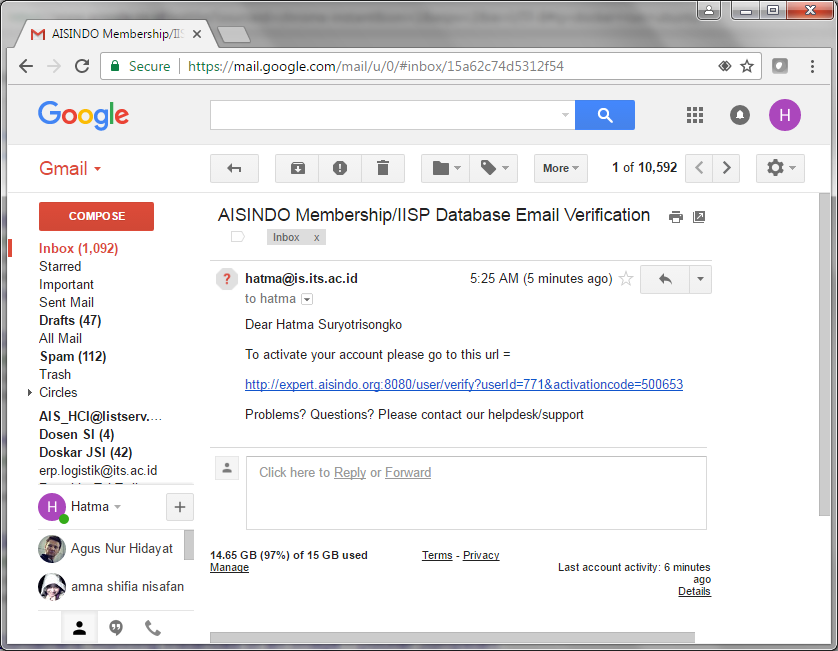 AISINDO Membership/IIS
Secure https://mail.google.com/mail/u/0/#inbox/15a62c74d5312f54
Google
H
Gmail
More
1 of 10,592
COMPOSE
Inbox (1,092)
Starred
Important
Sent Mail
Drafts (47)
All Mail
Spam (112)
Trash
Circles
AIS_HCI@listserv....
Dosen SI (4)
Doskar JSI (42)
erp.logistik@its.ac.id
H Hatma
+
Agus Nur Hidayat
amna shifia nisafan
AISINDO Membership/IISP Database Email Verification
Inbox x
? hatma@is.its.ac.id 5:25 AM (5 minutes ago)
to hatma
Dear Hatma Suryotrisongko
To activate your account please go to this url =
http://expert.aisindo.org:8080/user/verify?userId=771&activationcode=500653
Problems? Questions? Please contact our helpdesk/support
Click here to Reply or Forward
14.65 GB (97%) of 15 GB used
Manage
Terms - Privacy
Last account activity: 6 minutes
ago
Details